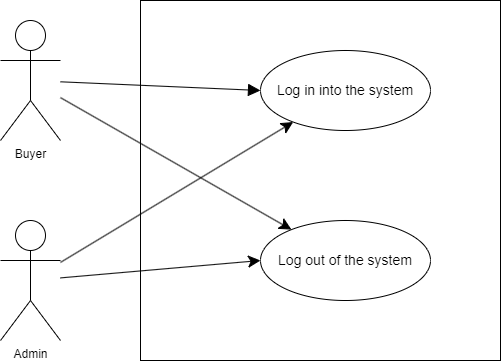 Log in into the system
Buyer
Log out of the system
Admin